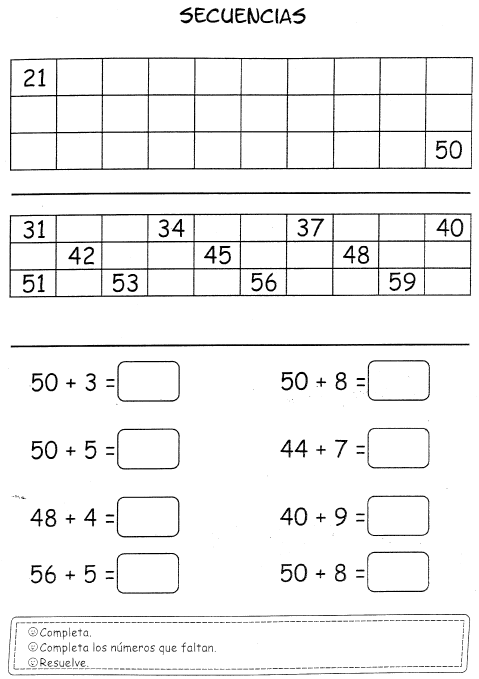 SECUENCIAS
21
50
31 34 37 40
42 45 48
51 53 56 59
50 + 3 = 50 + 8 =
50 + 5 = 44 + 7 =
48 + 4 = 40 + 9 =
56 + 5 = 50 + 8 =
☺Completa.
☺Completa los números que faltan.
☺Resuelve.